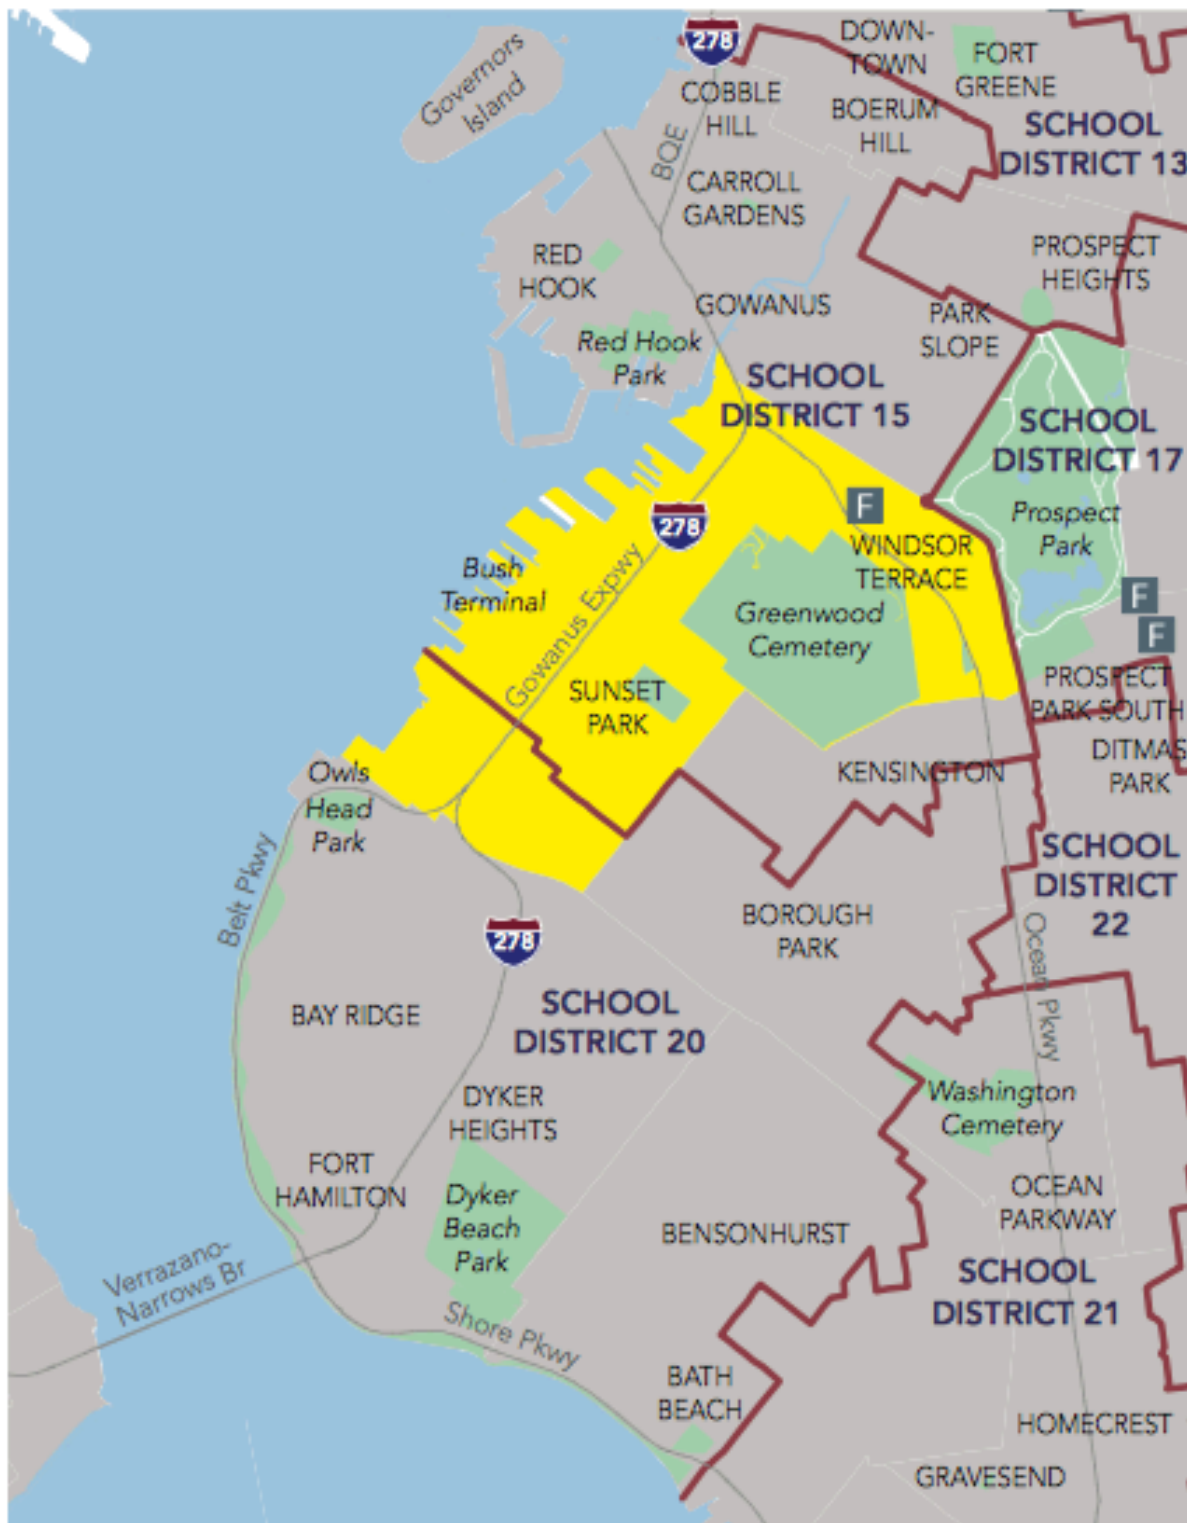 278
DOWN-
TOWN
FORT
GREENE
Governors
Island
COBBLE
HILL
BOERUM
HILL
SCHOOL
DISTRICT 13
BQE
CARROLL
GARDENS
RED
HOOK
PROSPECT
HEIGHTS
GOWANUS
PARK
SLOPE
Red Hook
Park
SCHOOL
DISTRICT 15
SCHOOL
DISTRICT 17
F
278
Prospect
Park
WINDSOR
TERRACE
Bush
Terminal
Gowanus Expwy
Greenwood
Cemetery
F
F
SUNSET
PARK
PROSPECT
PARK SOUTH
DITMAS
PARK
KENSINGTON
Owls
Head
Park
Belt Pkwy
SCHOOL
DISTRICT
22
BOROUGH
PARK
278
Ocean Pkwy
BAY RIDGE
SCHOOL
DISTRICT 20
DYKER
HEIGHTS
Washington
Cemetery
FORT
HAMILTON
Dyker
Beach
Park
OCEAN
PARKWAY
BENSONHURST
Verrazano-
Narrows Br
SCHOOL
DISTRICT 21
Shore Pkwy
BATH
BEACH
HOMECREST
GRAVESEND